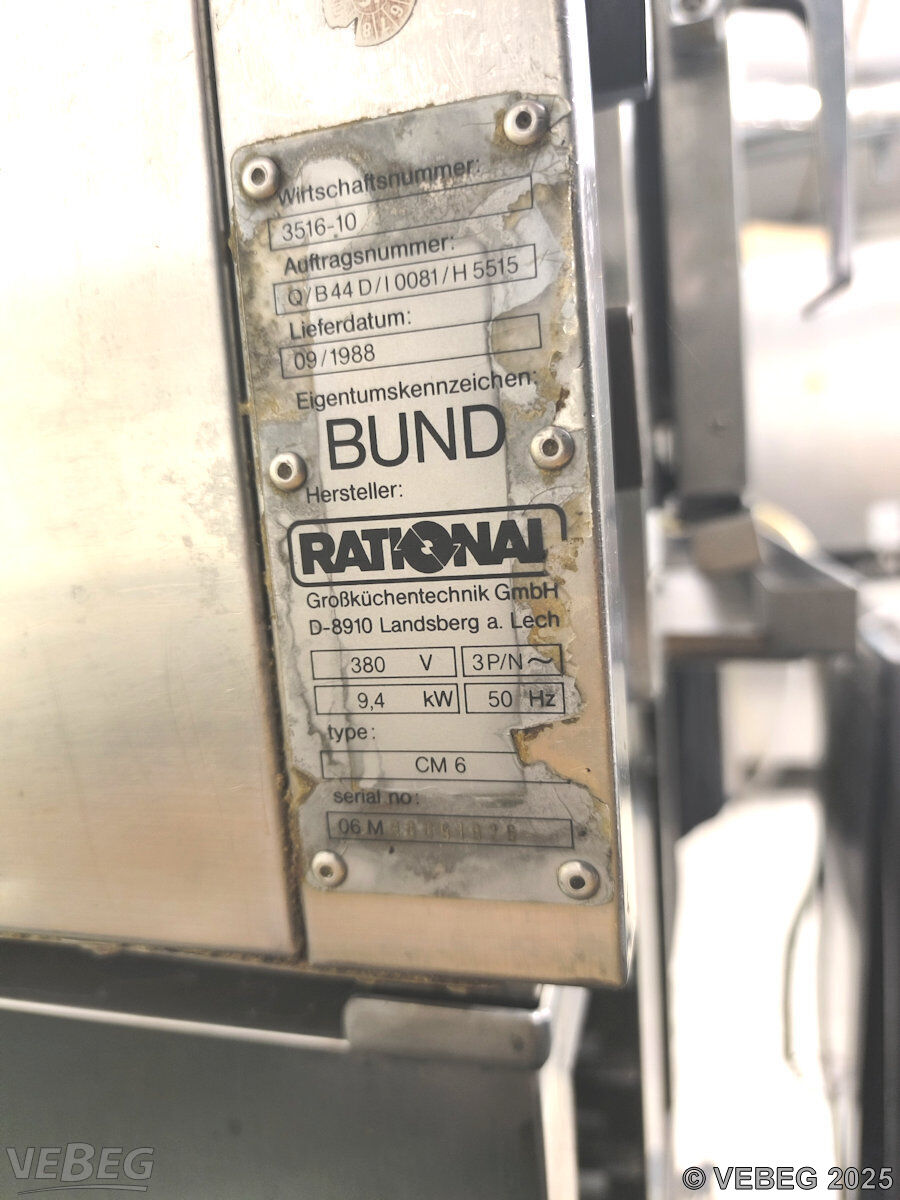 Wirtschaftsnummer:
3516-10
Auftragsnummer:
Q/B44 D/I 0081/H 5515
Lieferdatum:
09/1988
Eigentumskennzeichen:
BUND
Hersteller:
RATIONAL
Großküchentechnik GmbH
D-8910 Landsberg a. Lech
380 V 3P/N~
9,4 kW 50 Hz
type:
CM 6
serial no:
06 M
VEBEG
© VEBEG 2025